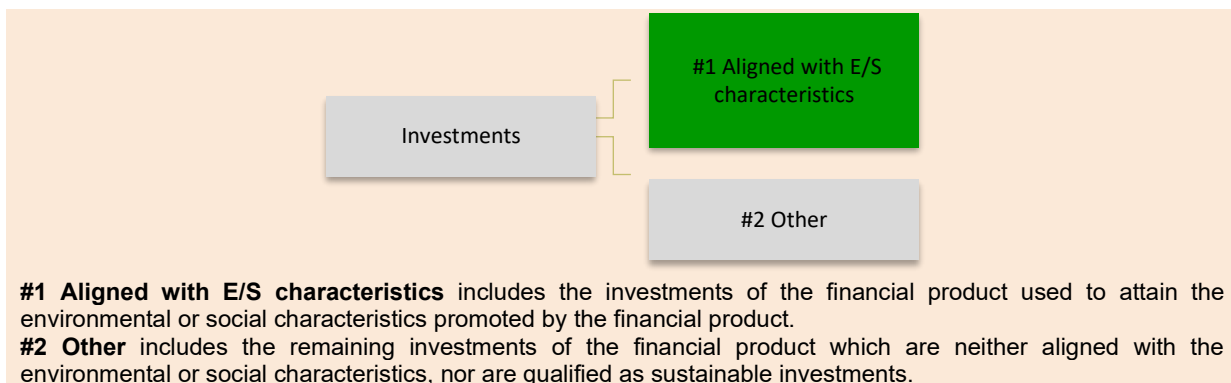 #1 Aligned with E/S
characteristics
Investments
#2 Other
#1 Aligned with E/S characteristics includes the investments of the financial product used to attain the
environmental or social characteristics promoted by the financial product.
#2 Other includes the remaining investments of the financial product which are neither aligned with the
environmental or social characteristics, nor are qualified as sustainable investments.